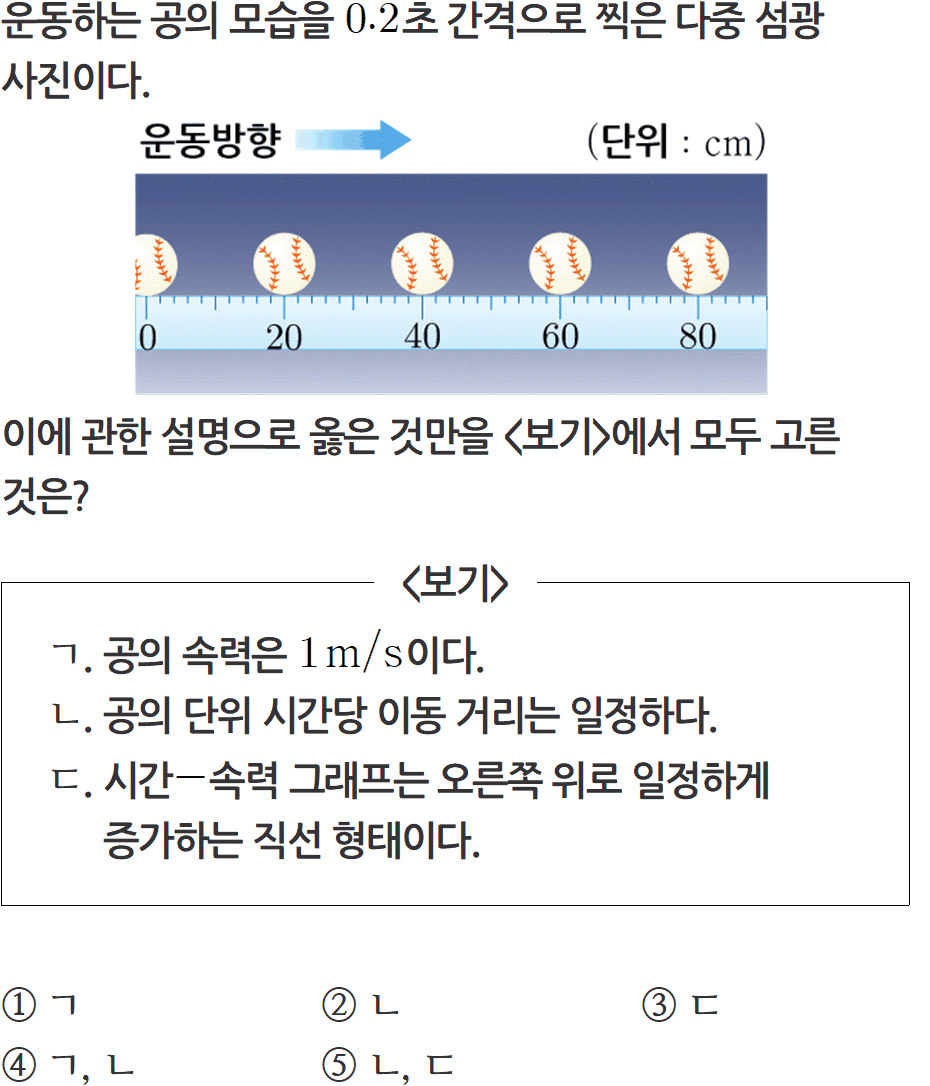 운동하는 공의 모습을 0.2초 간격으로 찍은 다중 섬광
사진이다.
운동방향 (단위 : cm)
0 20 40 60 80
이에 관한 설명으로 옳은 것만을 <보기>에서 모두 고른
것은?
<보기>
ㄱ. 공의 속력은 1m/s이다.
ㄴ. 공의 단위 시간당 이동 거리는 일정하다.
ㄷ. 시간-속력 그래프는 오른쪽 위로 일정하게
증가하는 직선 형태이다.
① ㄱ ② ㄴ ③ ㄷ
④ ㄱ, ㄴ ⑤ ㄴ, ㄷ